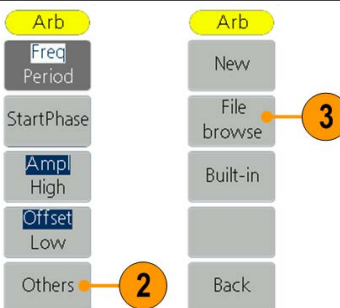 Arb
Freq
Period
StartPhase
Ampl
High
Offset
Low
Others
2
Arb
New
File
browse
3
Built-in
Back